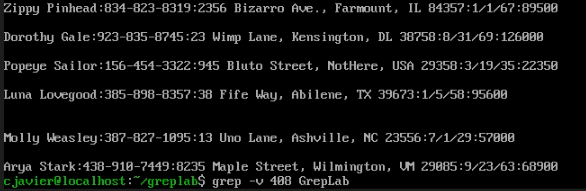 Zippy Pinhead:834-823-8319:2356 Bizarro Ave., Farmount, IL 84357:1/1/67:89500
Dorothy Gale:923-835-8745:23 Wimp Lane, Kensington, DL 38758:8/31/69:126000
Popeye Sailor:156-454-3322:945 Bluto Street, NotHere, USA 29358:3/19/35:22350
Luna Lovegood:385-898-8357:38 Fife Way, Abilene, TX 39673:1/5/58:95600
Molly Weasley:387-827-1095:13 Uno Lane, Ashville, NC 23556:7/1/29:57000
Arya Stark:438-910-7449:8235 Maple Street, Wilmington, VM 29085:9/23/63:68900
cjavier@localhost:~/greplab$ grep -v 408 GrepLab